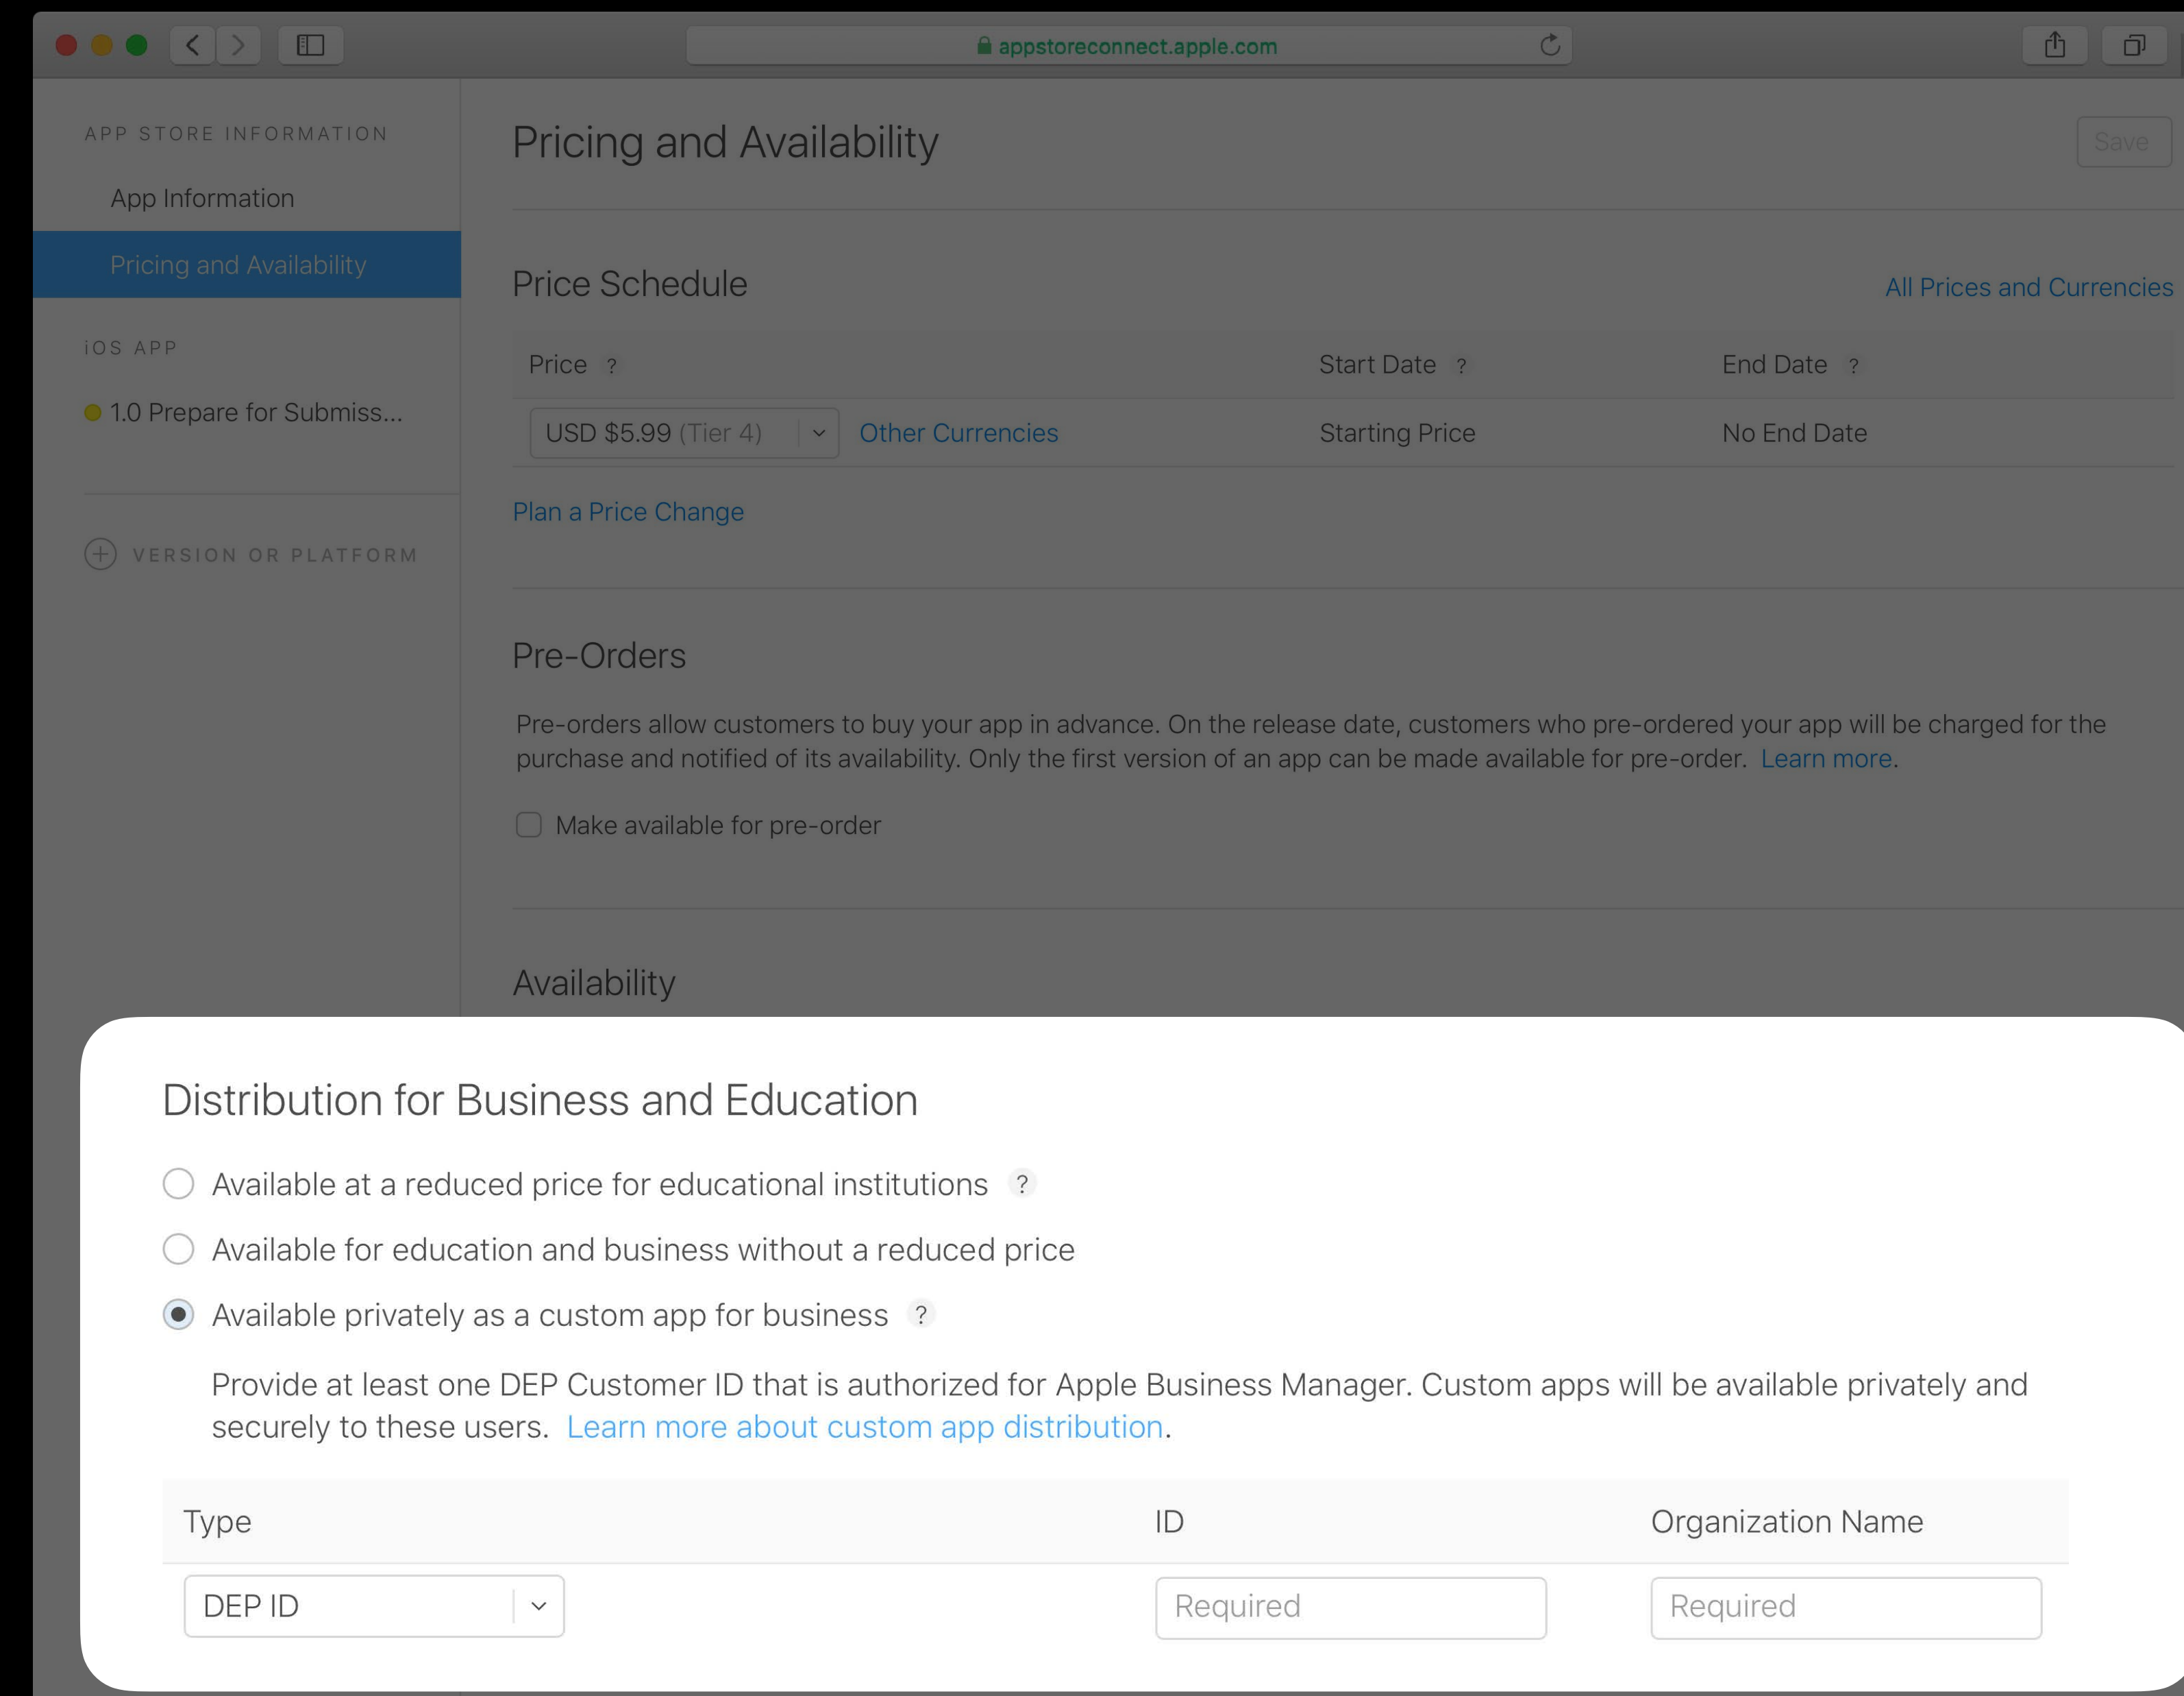 appstoreconnect.apple.com
APP STORE INFORMATION
App Information
Pricing and Availability
iOS APP
1.0 Prepare for Submiss...
VERSION OR PLATFORM
Pricing and Availability
Save
Price Schedule
All Prices and Currencies
Price ? Start Date ? End Date ?
USD $5.99 (Tier 4) Other Currencies Starting Price No End Date
Plan a Price Change
Pre-Orders
Pre-orders allow customers to buy your app in advance. On the release date, customers who pre-ordered your app will be charged for the
purchase and notified of its availability. Only the first version of an app can be made available for pre-order. Learn more.
Make available for pre-order
Availability
Distribution for Business and Education
Available at a reduced price for educational institutions ?
Available for education and business without a reduced price
Available privately as a custom app for business ?
Provide at least one DEP Customer ID that is authorized for Apple Business Manager. Custom apps will be available privately and
securely to these users. Learn more about custom app distribution.
Type ID Organization Name
DEP ID Required Required